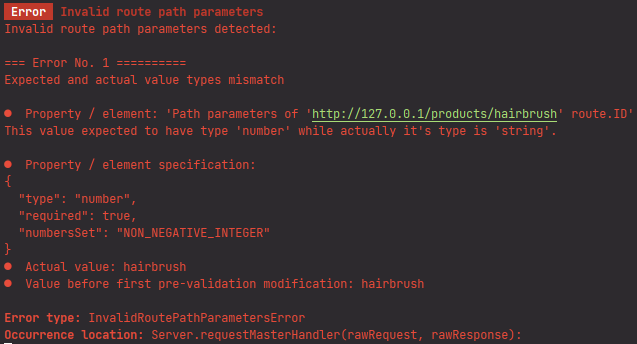 Error Invalid route path parameters
Invalid route path parameters detected:
=== Error No. 1 ==========
Expected and actual value types mismatch
● Property / element: 'Path parameters of 'http://127.0.0.1/products/hairbrush' route.ID'
This value expected to have type 'number' while actually it's type is 'string'.
● Property / element specification:
{
  "type": "number",
  "required": true,
  "numbersSet": "NON_NEGATIVE_INTEGER"
}
● Actual value: hairbrush
● Value before first pre-validation modification: hairbrush
Error type: InvalidRoutePathParametersError
Occurrence location: Server.requestMasterHandler(rawRequest, rawResponse):